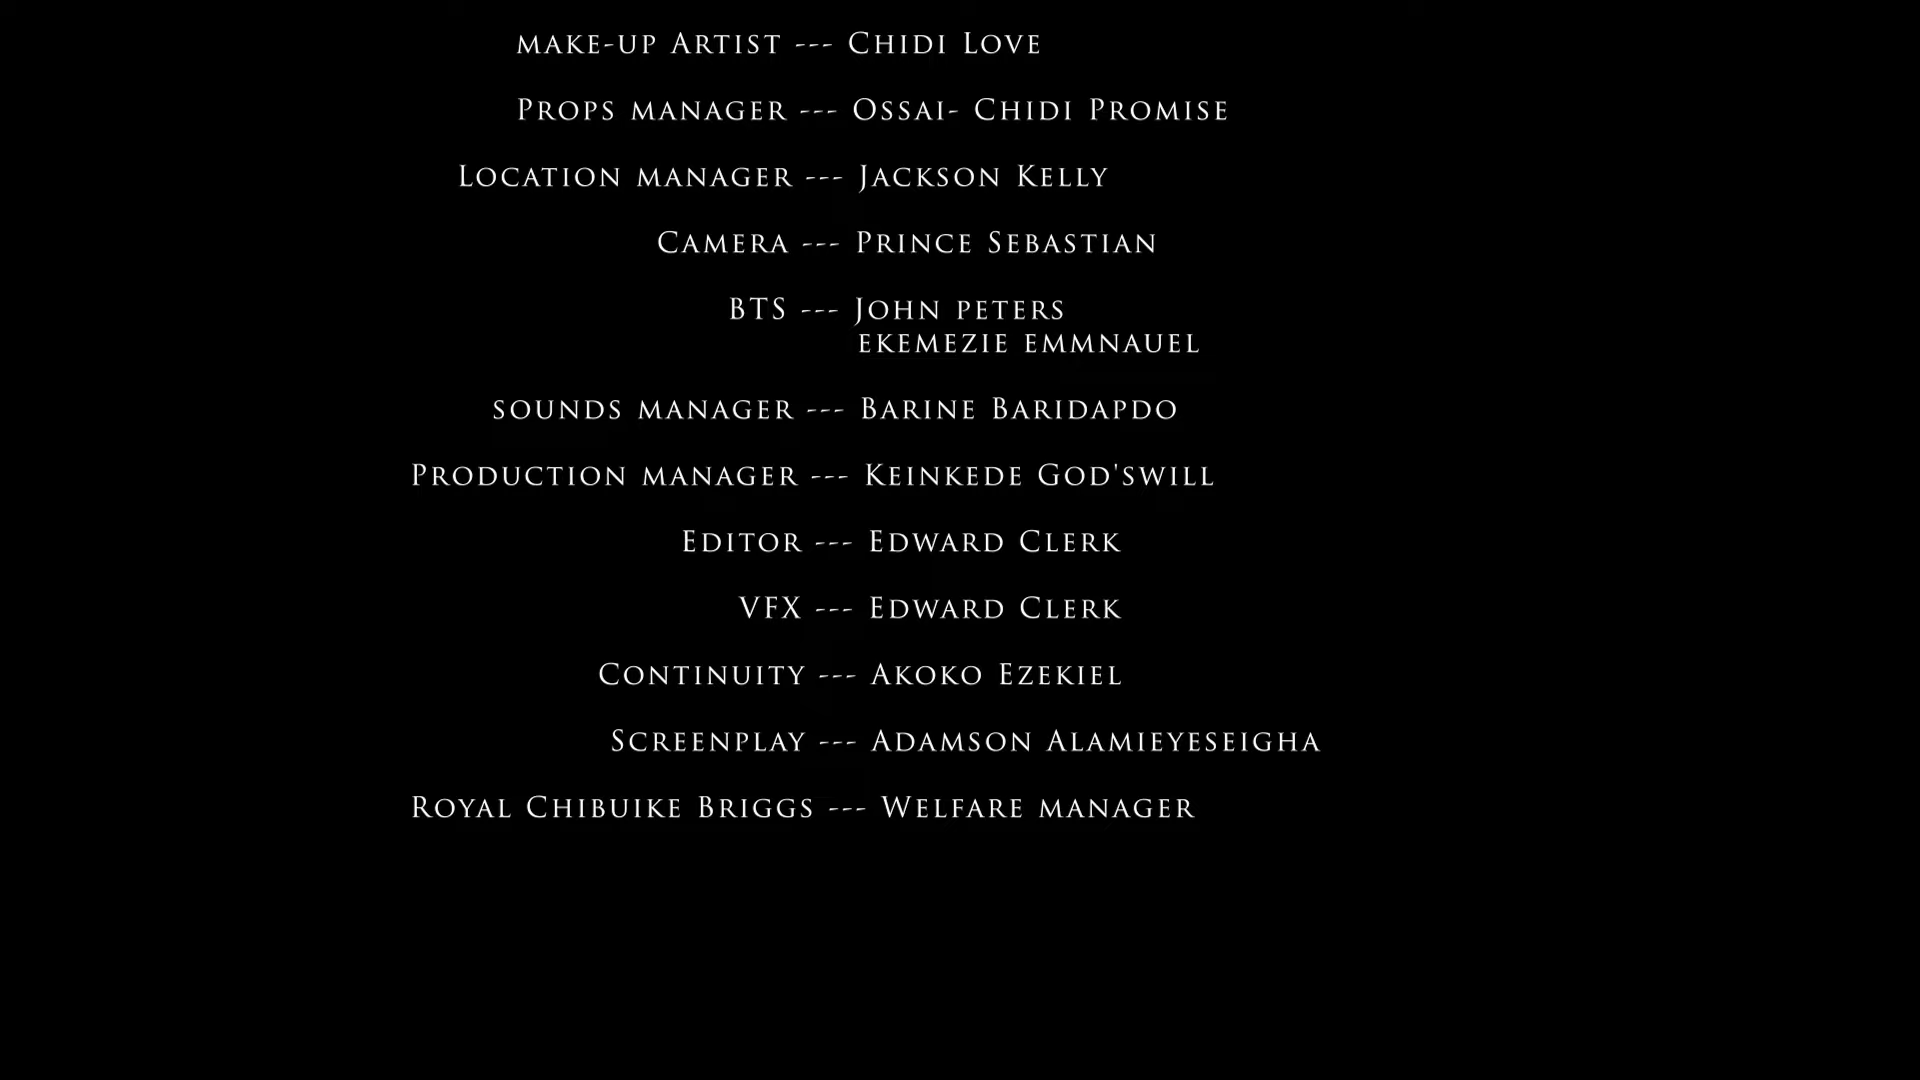 make-up Artist --- Chidi Love
Props manager --- Ossai- Chidi Promise
Location manager --- Jackson Kelly
Camera --- Prince Sebastian
BTS --- John peters
ekemezie emmnauel
sounds manager --- Barine Baridapdo
Production manager --- Keinkede God'swill
Editor --- Edward Clerk
VFX --- Edward Clerk
Continuity --- Akoko Ezekiel
Screenplay --- Adamson Alamieyeseigha
Royal Chibuike Briggs --- Welfare manager